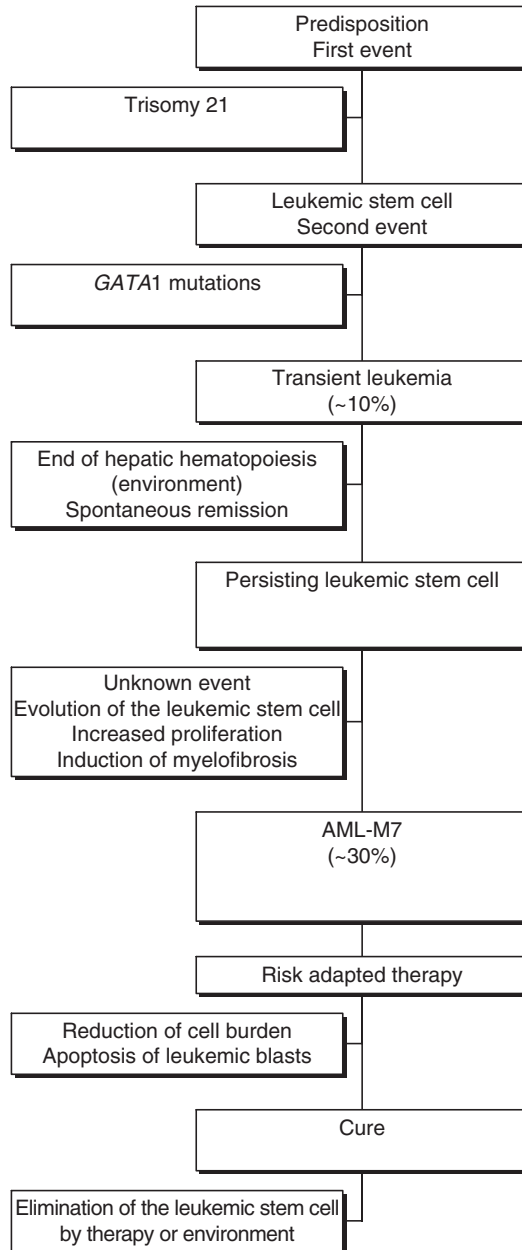 Predisposition
First event
Trisomy 21
Leukemic stem cell
Second event
GATA1 mutations
Transient leukemia
(~10%)
End of hepatic hematopoiesis
(environment)
Spontaneous remission
Persisting leukemic stem cell
Unknown event
Evolution of the leukemic stem cell
Increased proliferation
Induction of myelofibrosis
AML-M7
(~30%)
Risk adapted therapy
Reduction of cell burden
Apoptosis of leukemic blasts
Cure
Elimination of the leukemic stem cell
by therapy or environment